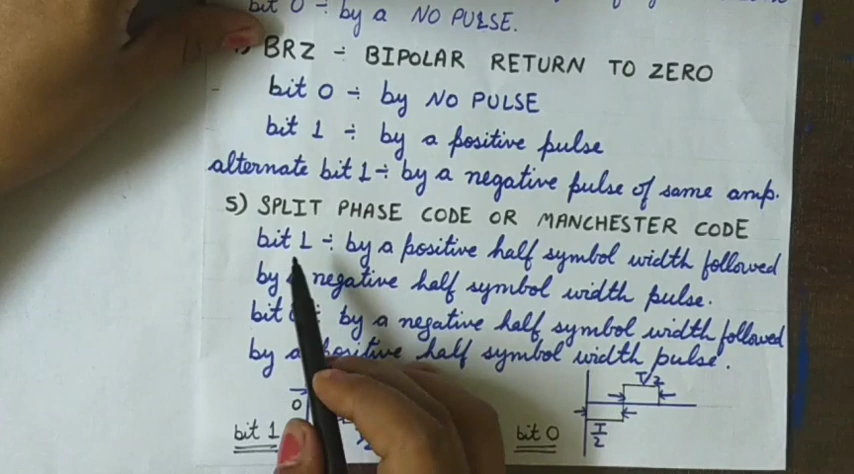 bit 0 ÷ by a NO PULSE.
BRZ ÷ BIPOLAR RETURN TO ZERO
bit 0 ÷ by NO PULSE
bit 1 ÷ by a positive pulse
alternate bit 1 ÷ by a negative pulse of same amp.
5) SPLIT PHASE CODE OR MANCHESTER CODE
bit 1 ÷ by a positive half symbol width followed
by negative half symbol width pulse.
bit ÷ by a negative half symbol width followed
by a positive half symbol width pulse.
T/2
0
bit 1
bit 0
T/2